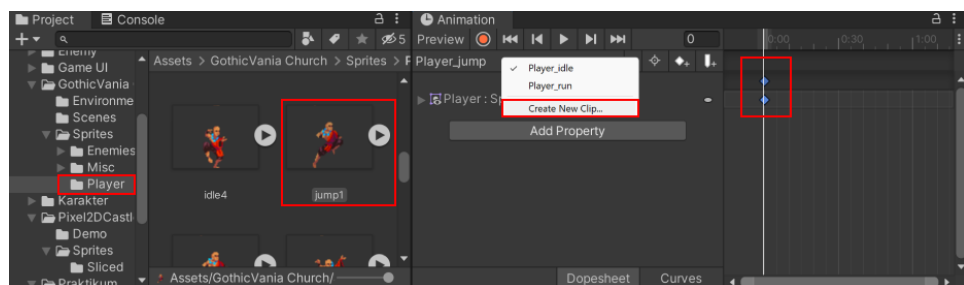 Project Console
Animation
5
Preview 0 0:00 0:30 1:00
Enemy
Game UI
GothicVania
Environme
Scenes
Sprites
Enemies
Misc
Player
Karakter
Pixel2DCastl
Demo
Sprites
Sliced
Praktikum
Assets > GothicVania Church > Sprites >
idle4
jump1
Assets/GothicVania Church/
Player_jump
Player_idle
Player_run
Create New Clip...
Player : S
Add Property
Dopesheet Curves